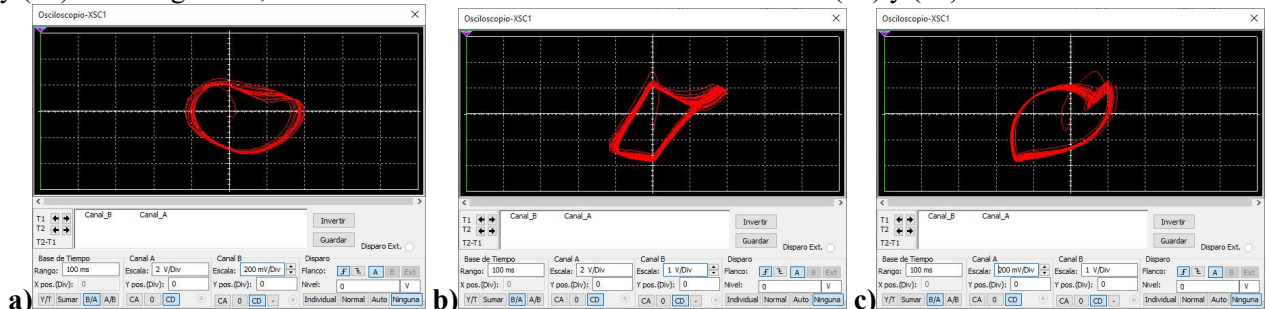 Osciloscopio-XSC1
T1
T2
T2-T1
Canal_B Canal_A
Invertir
Guardar
Disparo Ext.
Base de Tiempo
Rango: 100 ms
X pos.(Div): 0
Y/T Sumar B/A A/B
Canal A
Escala: 2 V/Div
Y pos.(Div): 0
CA 0 CD
Canal B
Escala: 200 mV/Div
Y pos.(Div): 0
CA 0 CD -
Disparo
Flanco: A B Ext
Nivel: 0 V
Individual Normal Auto Ninguna
a)
Osciloscopio-XSC1
T1
T2
T2-T1
Canal_B Canal_A
Invertir
Guardar
Disparo Ext.
Base de Tiempo
Rango: 100 ms
X pos.(Div): 0
Y/T Sumar B/A A/B
Canal A
Escala: 2 V/Div
Y pos.(Div): 0
CA 0 CD
Canal B
Escala: 1 V/Div
Y pos.(Div): 0
CA 0 CD -
Disparo
Flanco: A B Ext
Nivel: 0 V
Individual Normal Auto Ninguna
b)
Osciloscopio-XSC1
T1
T2
T2-T1
Canal_B Canal_A
Invertir
Guardar
Disparo Ext.
Base de Tiempo
Rango: 100 ms
X pos.(Div): 0
Y/T Sumar B/A A/B
Canal A
Escala: 200 mV/Div
Y pos.(Div): 0
CA 0 CD
Canal B
Escala: 1 V/Div
Y pos.(Div): 0
CA 0 CD -
Disparo
Flanco: A B Ext
Nivel: 0 V
Individual Normal Auto Ninguna
c)